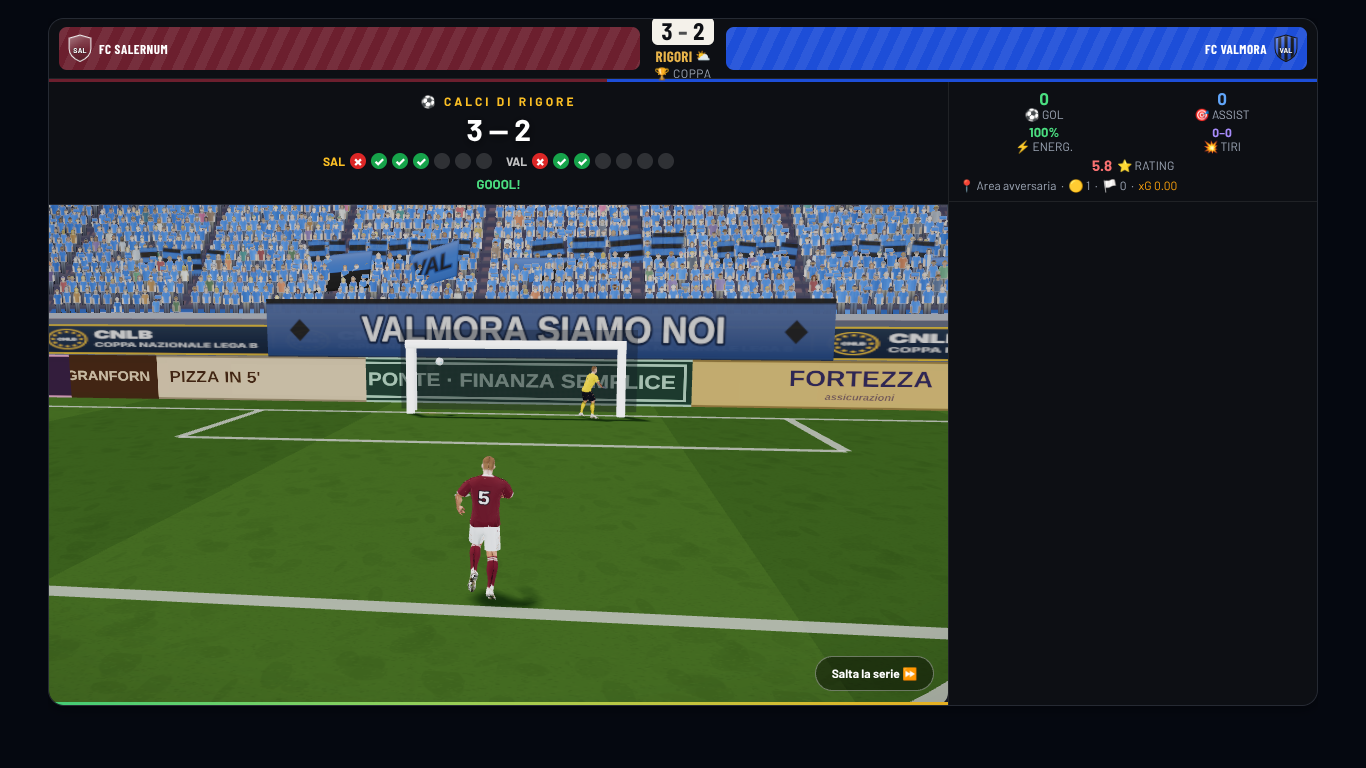 SAL FC SALERNUM
3 – 2
RIGORI
COPPA
FC VALMORA VAL
CALCI DI RIGORE
3 – 2
SAL VAL
GOOOL!
0
GOL
0
ASSIST
100%
ENERG.
0–0
TIRI
5.8 RATING
Area avversaria · 1 · 0 · xG 0.00
VAL
VALMORA SIAMO NOI
CNLB
COPPA NAZIONALE LEGA B
CNL
COPPA N
GRANFORN
PIZZA IN 5'
PONTE · FINANZA SEMPLICE
FORTEZZA
assicurazioni
5
Salta la serie